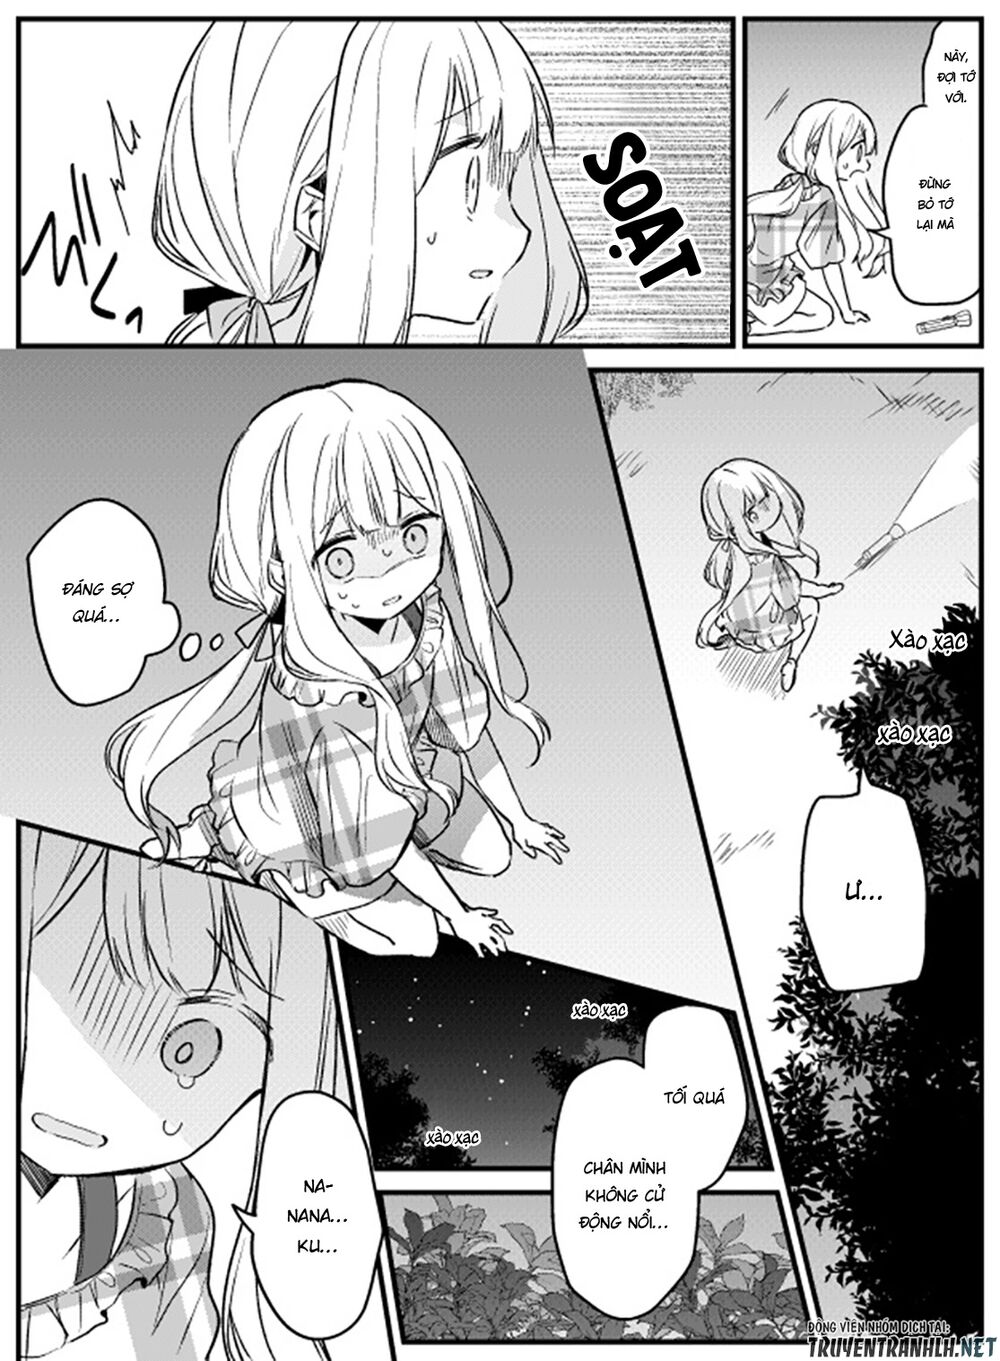 NÀY,
ĐỢI TỚ
VỚI.
ĐỪNG
BỎ TỚ
LẠI MÀ
SOẠT
Xào xạc
xào xạc
Ư...
ĐÁNG SỢ
QUÁ...
xào xạc
xào xạc
TỐI QUÁ
CHÂN MÌNH
KHÔNG CỬ
ĐỘNG NỔI...
NA-
NANA...
KU...
ĐỘNG VIÊN NHÓM DỊCH TẠI:
TRUYENTRANHLH.NET